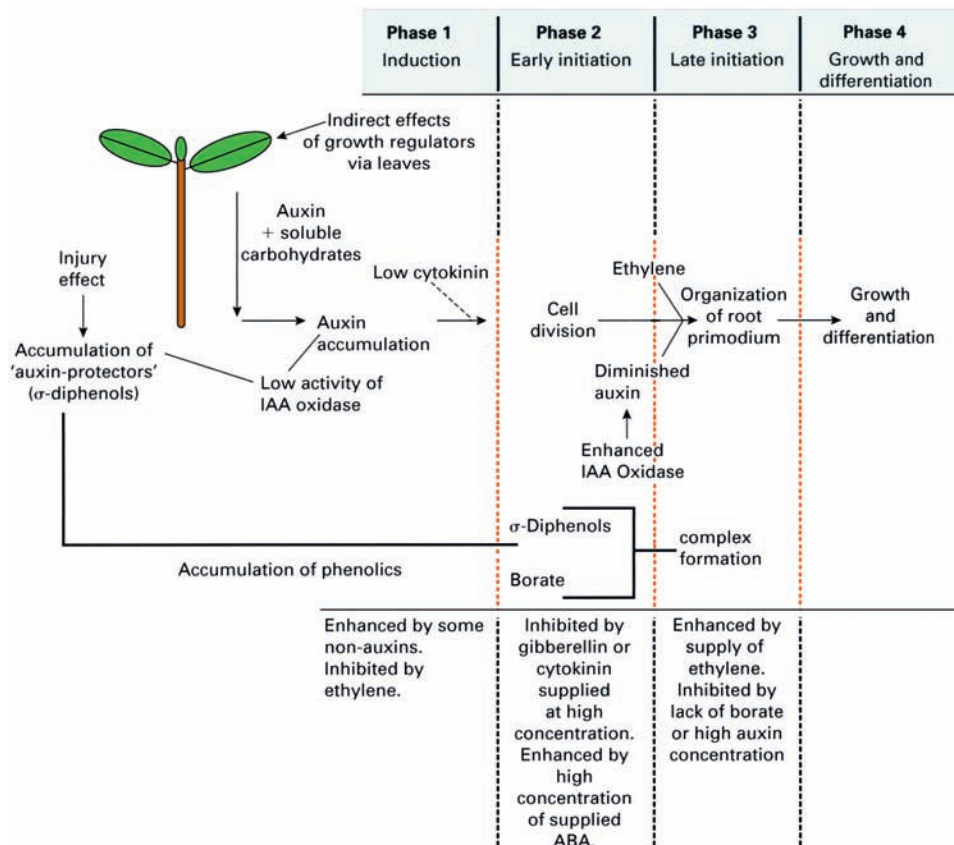 Phase 1
Induction
Phase 2
Early initiation
Phase 3
Late initiation
Phase 4
Growth and
differentiation
Indirect effects
of growth regulators
via leaves
Auxin
+ soluble
carbohydrates
Injury
effect
Low cytokinin
Ethylene
Accumulation of
'auxin-protectors'
(σ-diphenols)
Auxin
accumulation
Low activity of
IAA oxidase
Cell
division
Organization
of root
primodium
Growth
and
differentiation
Diminished
auxin
Enhanced
IAA Oxidase
σ-Diphenols
Borate
complex
formation
Accumulation of phenolics
Enhanced by some
non-auxins.
Inhibited by
ethylene.
Inhibited by
gibberellin or
cytokinin
supplied
at high
concentration.
Enhanced by
high
concentration
of supplied
ABA.
Enhanced by
supply of
ethylene.
Inhibited by
lack of borate
or high auxin
concentration